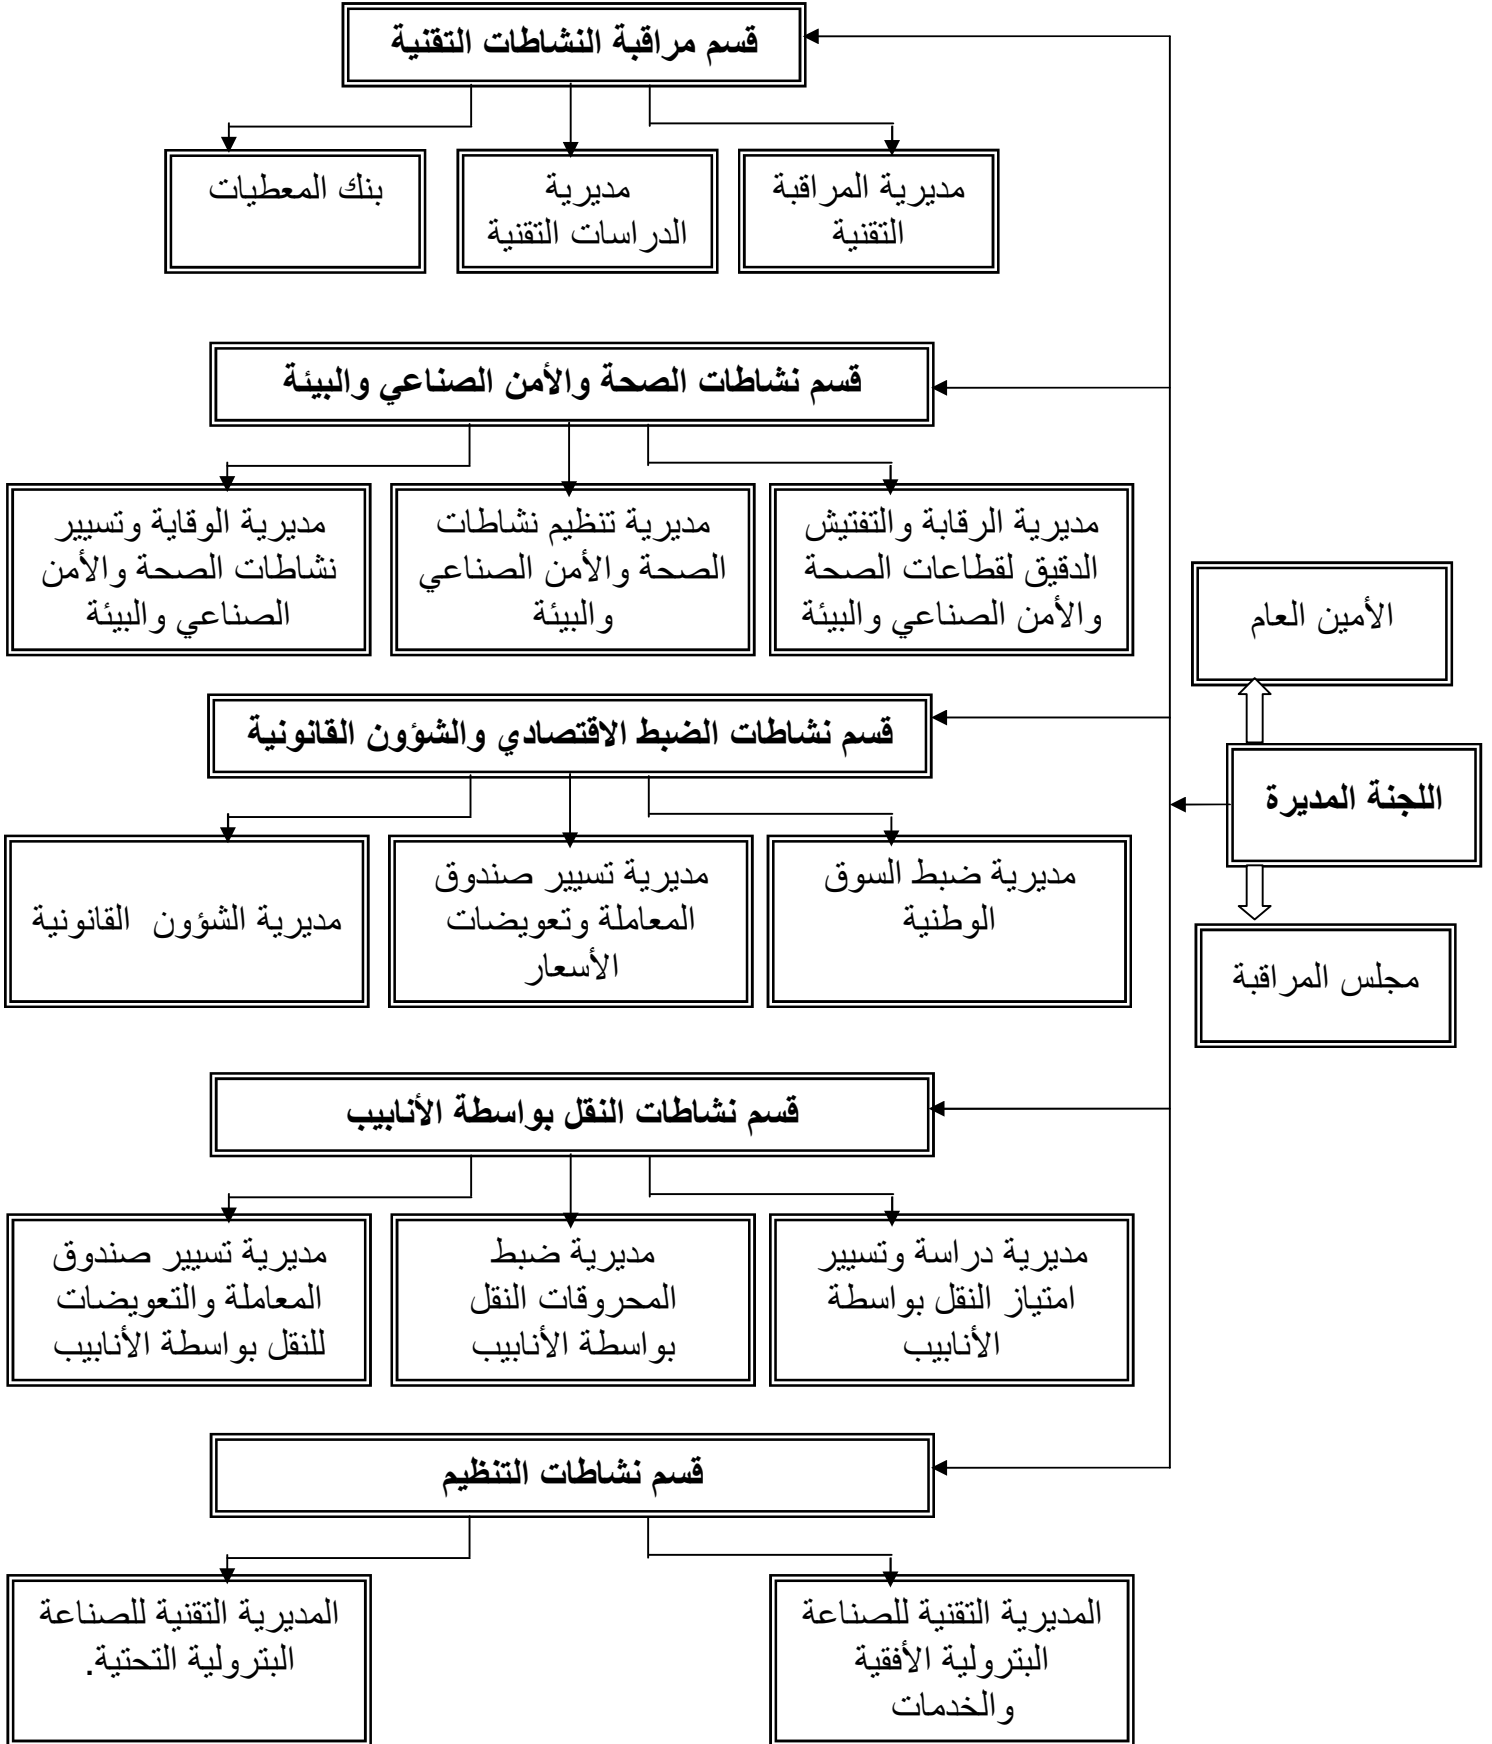 قسم مراقبة النشاطات التقنية
مديرية المراقبة
التقنية
مديرية
الدراسات التقنية
بنك المعطيات
قسم نشاطات الصحة والأمن الصناعي والبيئة
مديرية الرقابة والتفتيش
الدقيق لقطاعات الصحة
والأمن الصناعي والبيئة
مديرية تنظيم نشاطات
الصحة والأمن الصناعي
والبيئة
مديرية الوقاية وتسيير
نشاطات الصحة والأمن
الصناعي والبيئة
الأمين العام
اللجنة المديرة
مجلس المراقبة
قسم نشاطات الضبط الاقتصادي والشؤون القانونية
مديرية ضبط السوق
الوطنية
مديرية تسيير صندوق
المعاملة وتعويضات
الأسعار
مديرية الشؤون القانونية
قسم نشاطات النقل بواسطة الأنابيب
مديرية دراسة وتسيير
امتياز النقل بواسطة
الأنابيب
مديرية ضبط
المحروقات النقل
بواسطة الأنابيب
مديرية تسيير صندوق
المعاملة والتعويضات
للنقل بواسطة الأنابيب
قسم نشاطات التنظيم
المديرية التقنية للصناعة
البترولية الأفقية
والخدمات
المديرية التقنية للصناعة
البترولية التحتية.